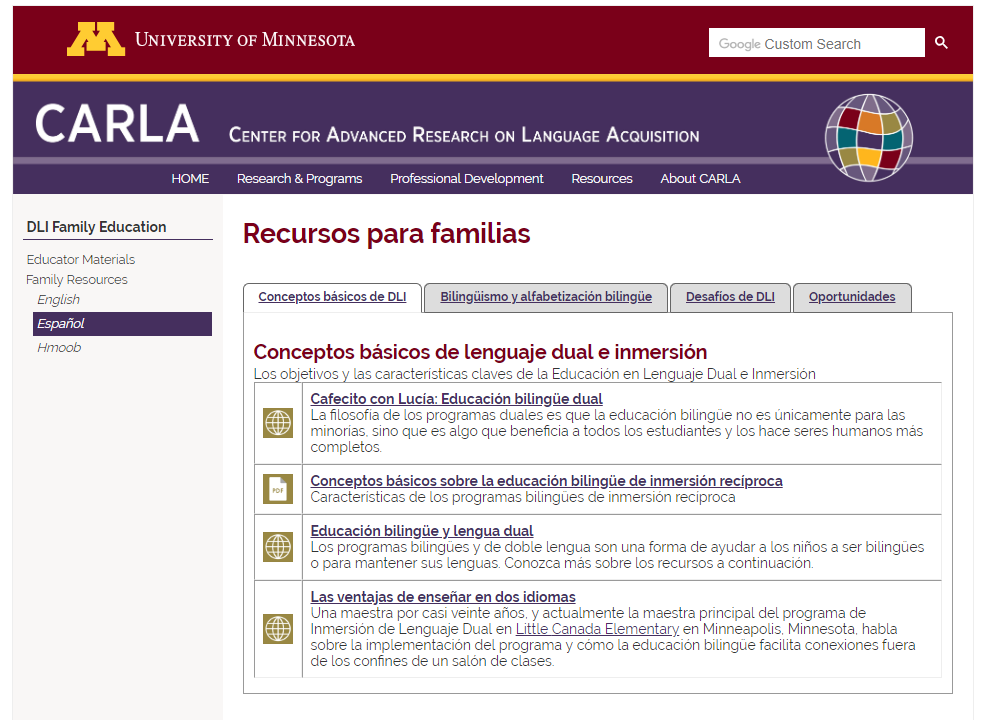 UNIVERSITY OF MINNESOTA
Google Custom Search
CARLA
CENTER FOR ADVANCED RESEARCH ON LANGUAGE ACQUISITION
HOME Research & Programs Professional Development Resources About CARLA
DLI Family Education
Educator Materials
Family Resources
English
Español
Hmoob
Recursos para familias
Conceptos básicos de DLI Bilingüismo y alfabetización bilingüe Desafíos de DLI Oportunidades
Conceptos básicos de lenguaje dual e inmersión
Los objetivos y las características claves de la Educación en Lenguaje Dual e Inmersión
Cafecito con Lucía: Educación bilingüe dual
La filosofía de los programas duales es que la educación bilingüe no es únicamente para las
minorías, sino que es algo que beneficia a todos los estudiantes y los hace seres humanos más
completos.
PDF
Conceptos básicos sobre la educación bilingüe de inmersión recíproca
Características de los programas bilingües de inmersión recíproca
Educación bilingüe y lengua dual
Los programas bilingües y de doble lengua son una forma de ayudar a los niños a ser bilingües
o para mantener sus lenguas. Conozca más sobre los recursos a continuación.
Las ventajas de enseñar en dos idiomas
Una maestra por casi veinte años, y actualmente la maestra principal del programa de
Inmersión de Lenguaje Dual en Little Canada Elementary en Minneapolis, Minnesota, habla
sobre la implementación del programa y cómo la educación bilingüe facilita conexiones fuera
de los confines de un salón de clases.